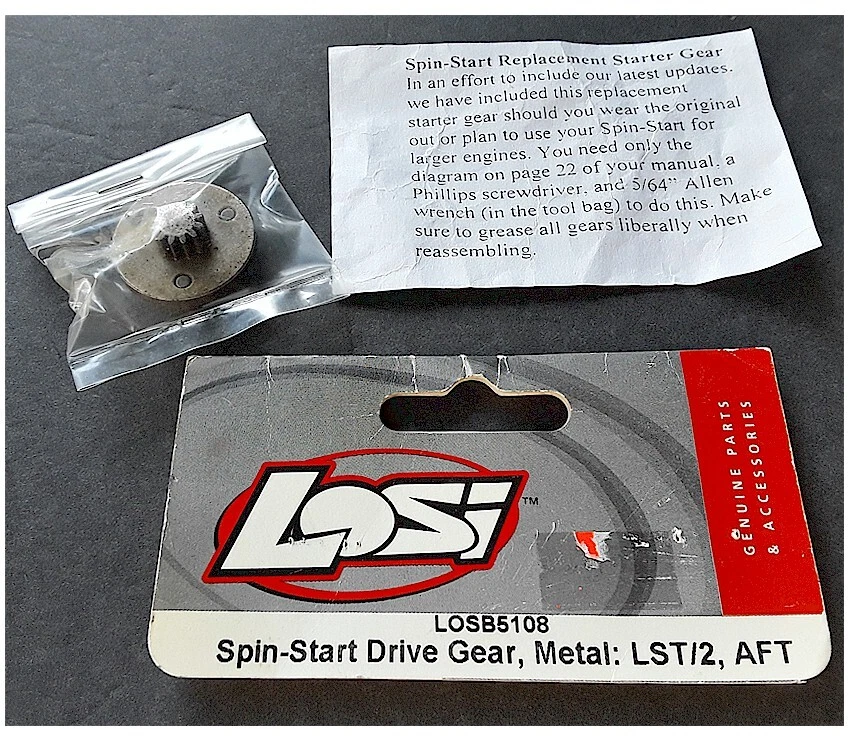 Spin-Start Replacement Starter Gear
In an effort to include our latest updates.
we have included this replacement
starter gear should you wear the original
out or plan to use your Spin-Start for
larger engines. You need only the
diagram on page 22 of your manual, a
Phillips screwdriver, and 5/64" Allen
wrench (in the tool bag) to do this. Make
sure to grease all gears liberally when
reassembling.
Losi™
GENUINE PARTS
& ACCESSORIES
LOSB5108
Spin-Start Drive Gear, Metal: LST/2, AFT